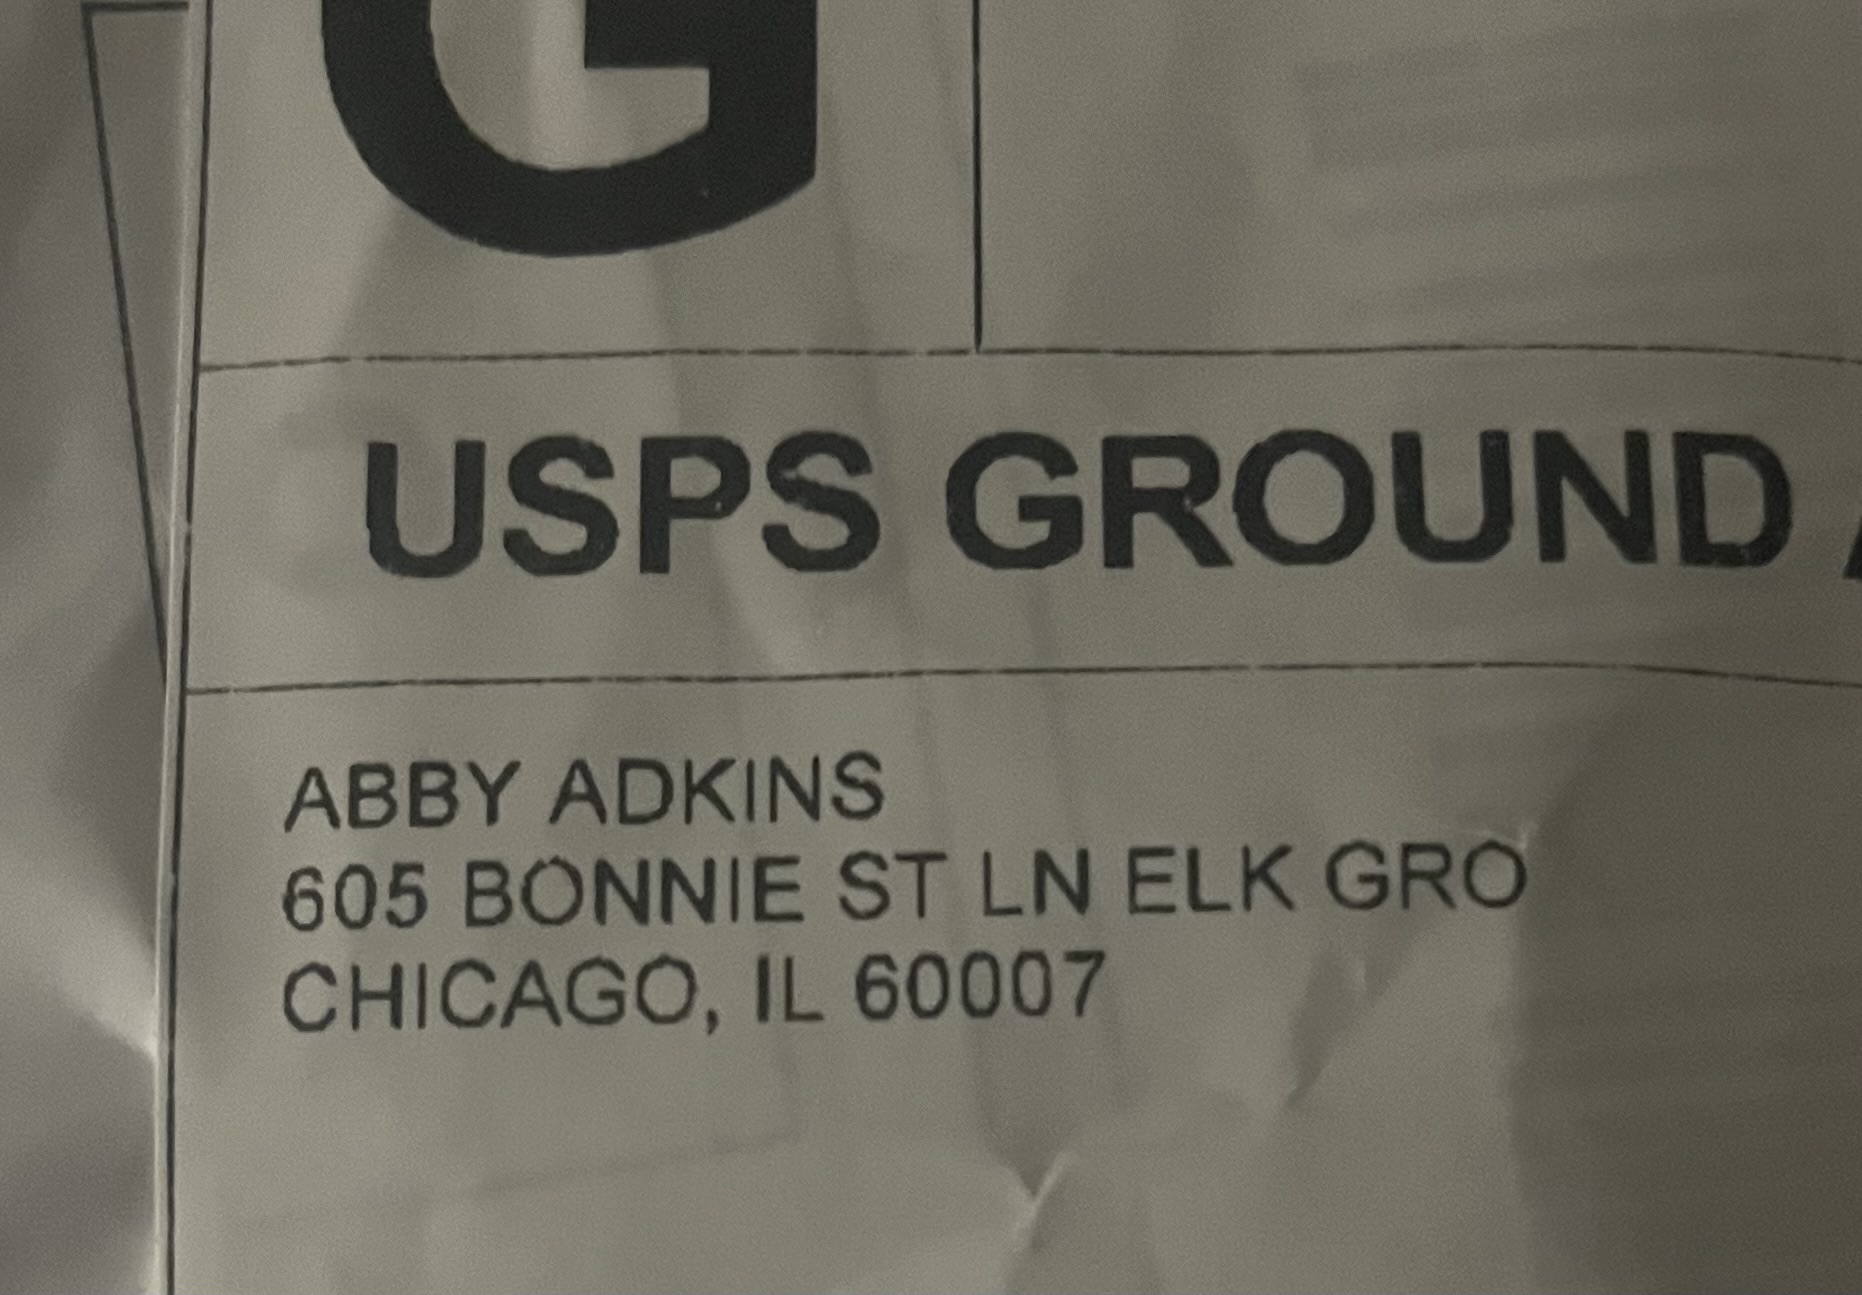 G
USPS GROUND
ABBY ADKINS
605 BONNIE ST LN ELK GRO
CHICAGO, IL 60007